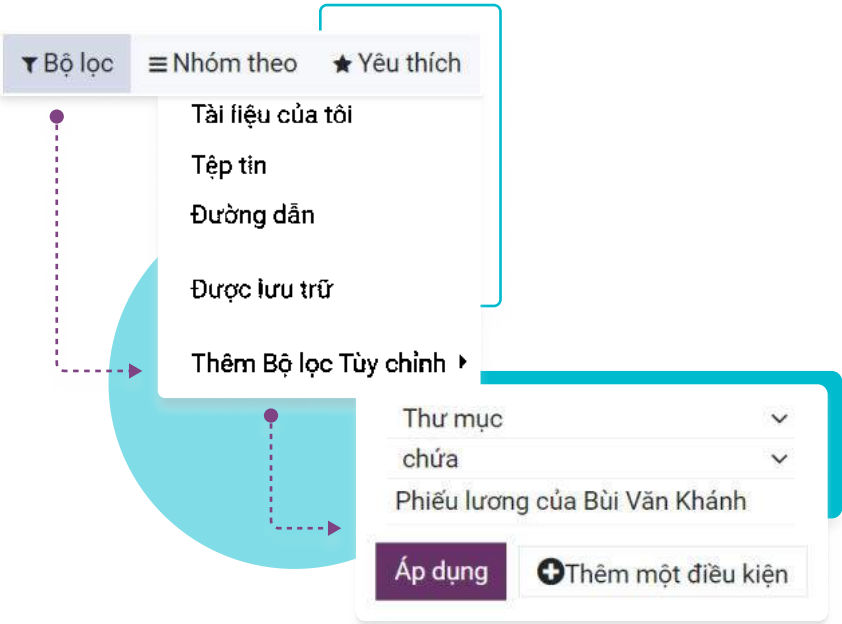 Bộ lọc Nhóm theo Yêu thích
Tài liệu của tôi
Tệp tin
Đường dẫn
Được lưu trữ
Thêm Bộ lọc Tùy chỉnh
Thư mục
chứa
Phiếu lương của Bùi Văn Khánh
Áp dụng Thêm một điều kiện